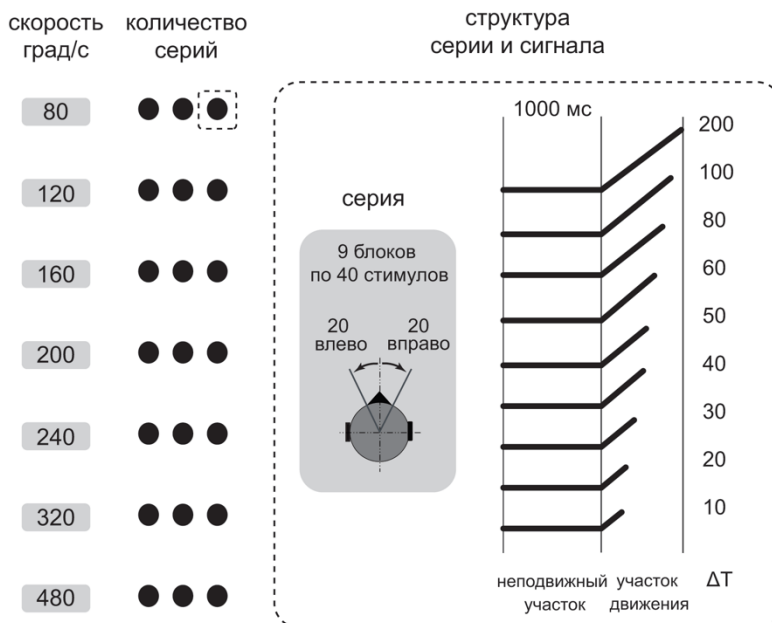 скорость
град/с
количество
серий
структура
серии и сигнала
80
120
160
200
240
320
480
серия
9 блоков
по 40 стимулов
20
влево
20
вправо
1000 мс
200
100
80
60
50
40
30
20
10
неподвижный
участок
участок
движения
ΔT